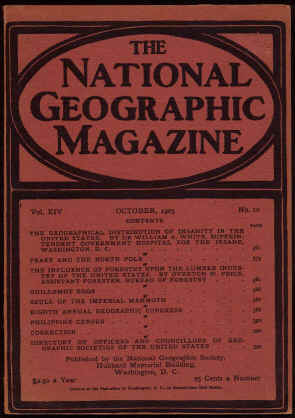 THE
NATIONAL
GEOGRAPHIC
MAGAZINE
Vol. XIV OCTOBER, 1903 No. 10
CONTENTS
PAGE
THE GEOGRAPHICAL DISTRIBUTION OF INSANITY IN THE
UNITED STATES. BY DR WILLIAM A. WHITE, SUPERIN-
TENDENT GOVERNMENT HOSPITAL FOR THE INSANE,
WASHINGTON, D. C.
PEARY AND THE NORTH POLE
THE INFLUENCE OF FORESTRY UPON THE LUMBER INDUS-
TRY OF THE UNITED STATES. BY OVERTON W. PRICE,
ASSISTANT FORESTER, BUREAU OF FORESTRY
GUILLEMOT EGGS
SKULL OF THE IMPERIAL MAMMOTH
EIGHTH ANNUAL GEOGRAPHIC CONGRESS
PHILIPPINE CENSUS
CORRECTION
DIRECTORY OF OFFICERS AND COUNCILLORS OF GEO-
GRAPHIC SOCIETIES OF THE UNITED STATES
Published by the National Geographic Society,
Hubbard Memorial Building,
Washington, D. C.
$2.50 a Year 25 Cents a Number